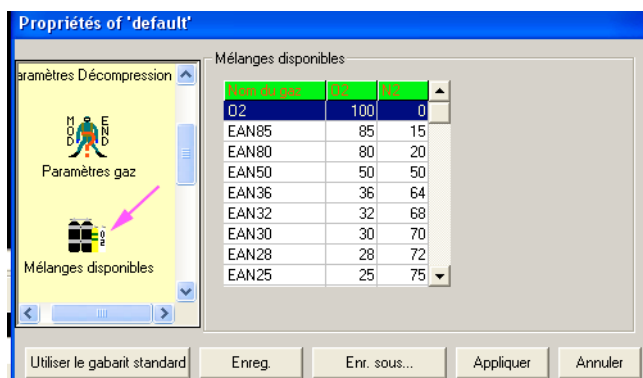 Propriétés of 'default'
aramètres Décompression
MOD END
Paramètres gaz
Mélanges disponibles
Mélanges disponibles
Nom du gaz O2 N2
O2 100 0
EAN85 85 15
EAN80 80 20
EAN50 50 50
EAN36 36 64
EAN32 32 68
EAN30 30 70
EAN28 28 72
EAN25 25 75
Utiliser le gabarit standard Enreg. Enr. sous... Appliquer Annuler